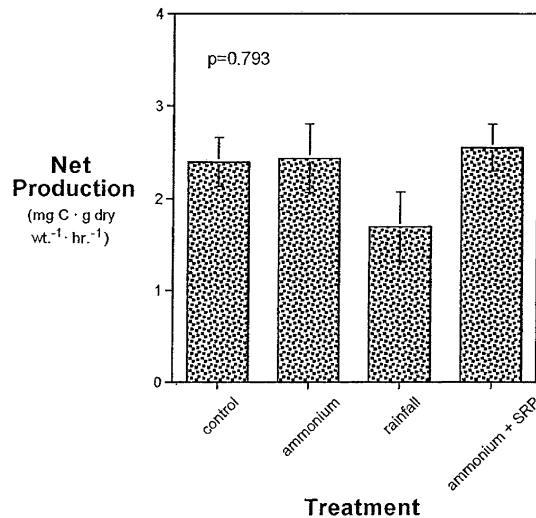 4
p=0.793
3
Net
Production
(mg C · g dry
wt.⁻¹· hr.⁻¹)
2
1
0
control
ammonium
rainfall
ammonium + SRP
Treatment